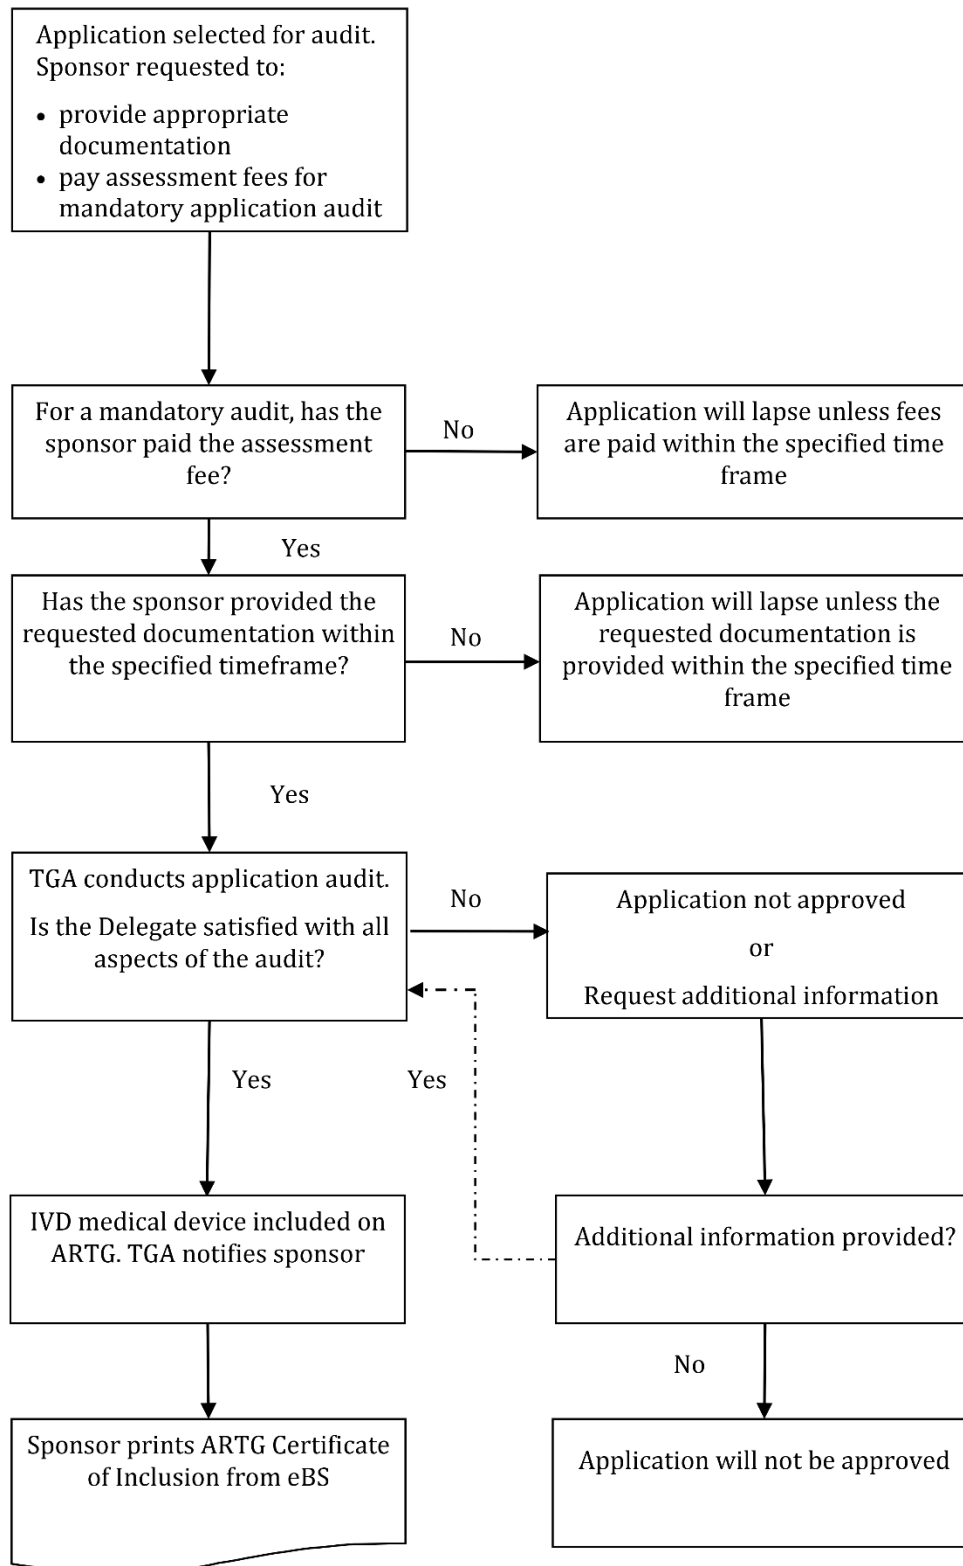 Application selected for audit.
Sponsor requested to:
• provide appropriate
documentation
• pay assessment fees for
mandatory application audit
For a mandatory audit, has the
sponsor paid the assessment
fee?
No
Application will lapse unless fees
are paid within the specified time
frame
Yes
Has the sponsor provided the
requested documentation within
the specified timeframe?
No
Application will lapse unless the
requested documentation is
provided within the specified time
frame
Yes
TGA conducts application audit.
Is the Delegate satisfied with all
aspects of the audit?
No
Application not approved
or
Request additional information
Yes
Yes
IVD medical device included on
ARTG. TGA notifies sponsor
Additional information provided?
No
Sponsor prints ARTG Certificate
of Inclusion from eBS
Application will not be approved